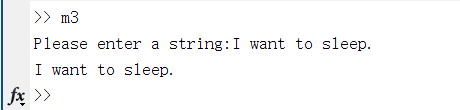 >> m3
Please enter a string:I want to sleep.
I want to sleep.
fx >>